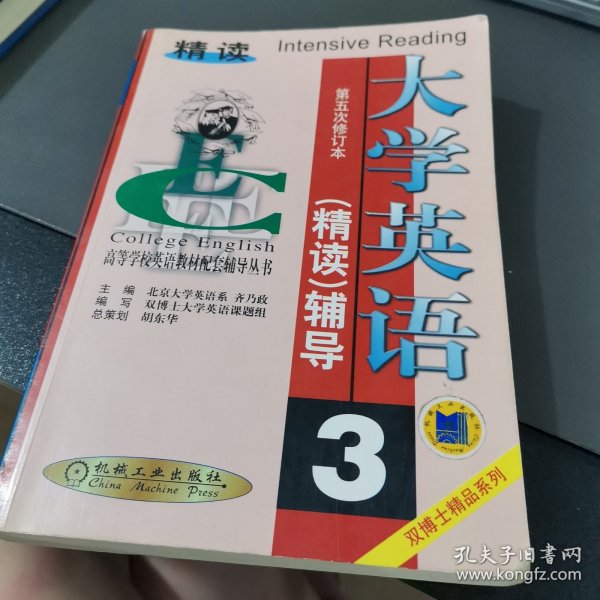 精读
Intensive Reading
大学英语
第五次修订本
(精读)辅导
3
College English
高等学校英语教材配套辅导丛书
主编 北京大学英语系 齐乃政
编写 双博士大学英语课题组
总策划 胡东华
机械工业出版社
China Machine Press
双博士精品系列
孔夫子旧书网
www.kongfz.com